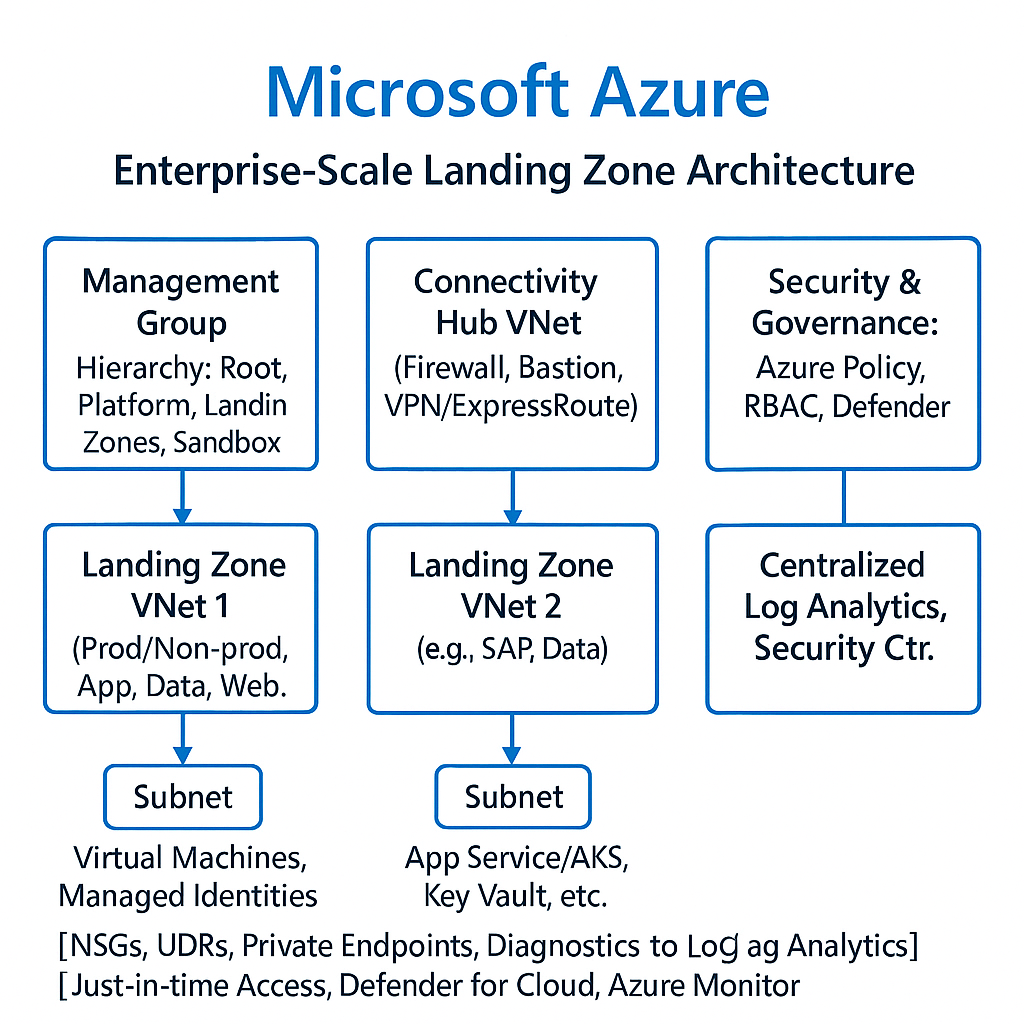 Microsoft Azure
Enterprise-Scale Landing Zone Architecture
Management
Group
Hierarchy: Root,
Platform, Landin
Zones, Sandbox
Connectivity
Hub VNet
(Firewall, Bastion,
VPN/ExpressRoute)
Security &
Governance:
Azure Policy,
RBAC, Defender
Landing Zone
VNet 1
(Prod/Non-prod,
App, Data, Web.
Landing Zone
VNet 2
(e.g., SAP, Data)
Centralized
Log Analytics,
Security Ctr.
Subnet
Virtual Machines,
Managed Identities
Subnet
App Service/AKS,
Key Vault, etc.
[NSGs, UDRs, Private Endpoints, Diagnostics to Log ag Analytics]
[Just-in-time Access, Defender for Cloud, Azure Monitor